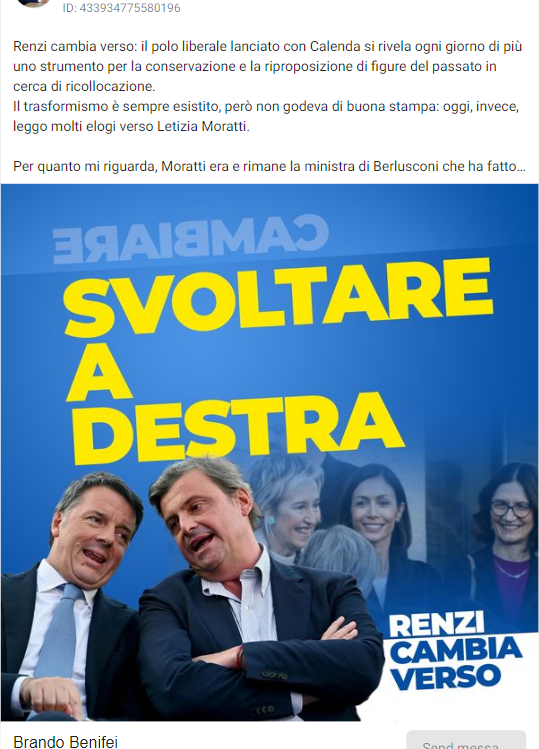 ID: 433934775580196
Renzi cambia verso: il polo liberale lanciato con Calenda si rivela ogni giorno di più
uno strumento per la conservazione e la riproposizione di figure del passato in
cerca di ricollocazione.
Il trasformismo è sempre esistito, però non godeva di buona stampa: oggi, invece,
leggo molti elogi verso Letizia Moratti.
Per quanto mi riguarda, Moratti era e rimane la ministra di Berlusconi che ha fatto...
CAMBIARE
SVOLTARE
A
DESTRA
RENZI
CAMBIA
VERSO
Brando Benifei
Send messa